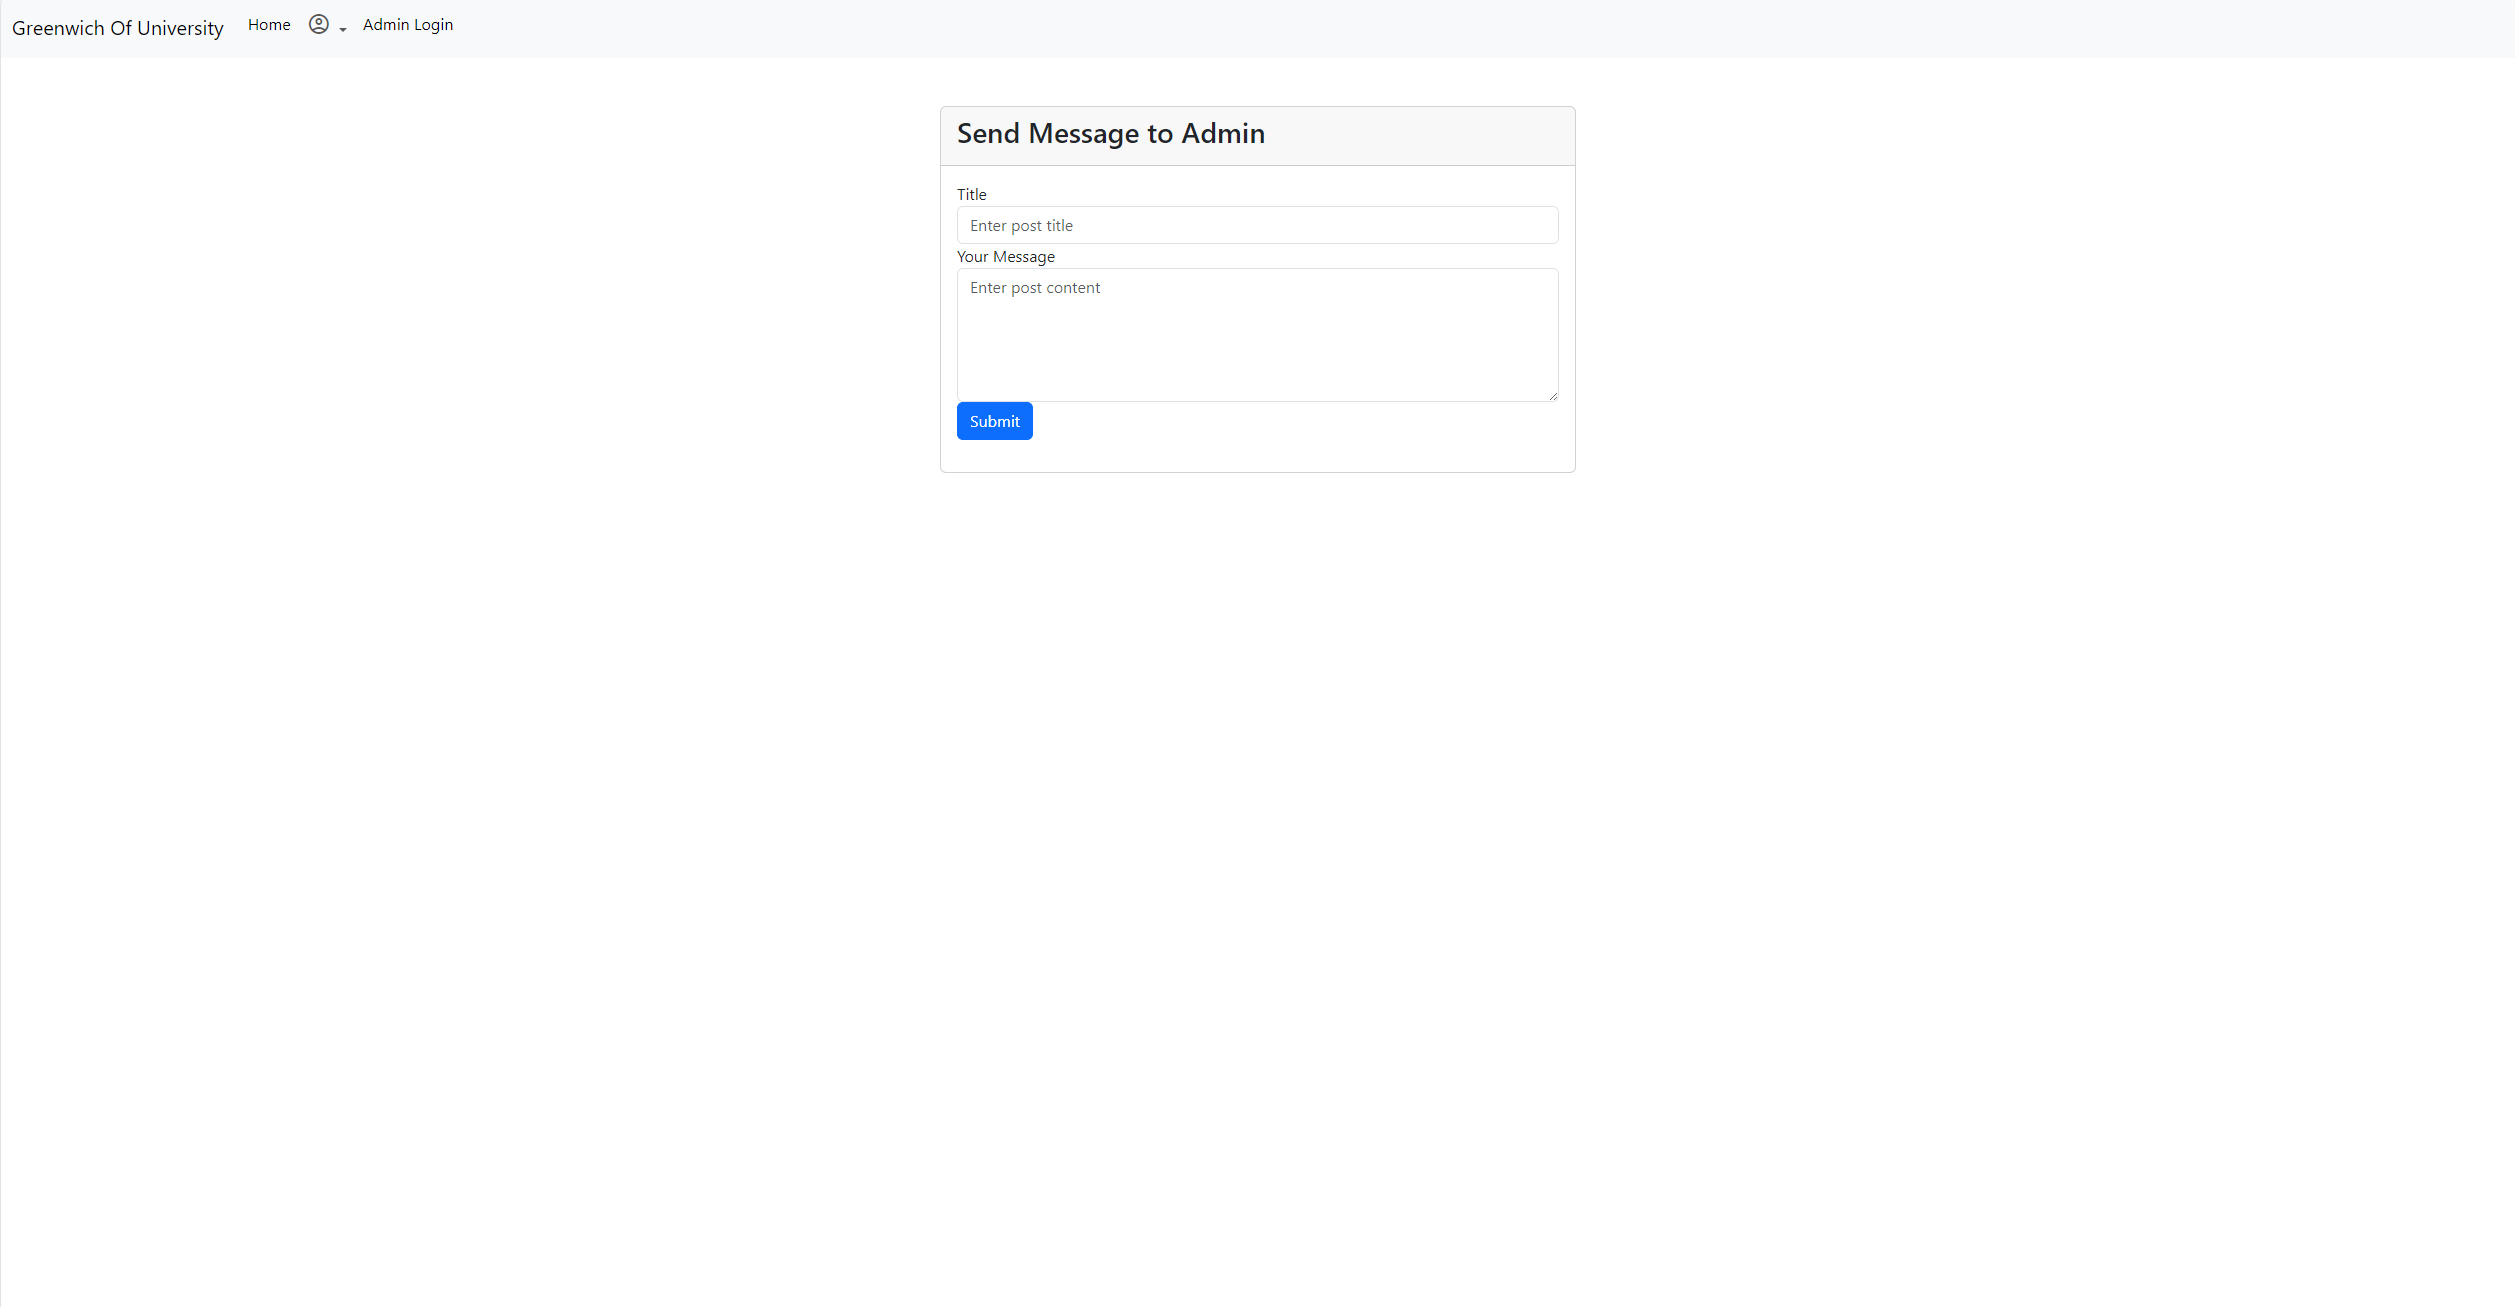 Greenwich Of University Home Admin Login
Send Message to Admin
Title
Enter post title
Your Message
Enter post content
Submit